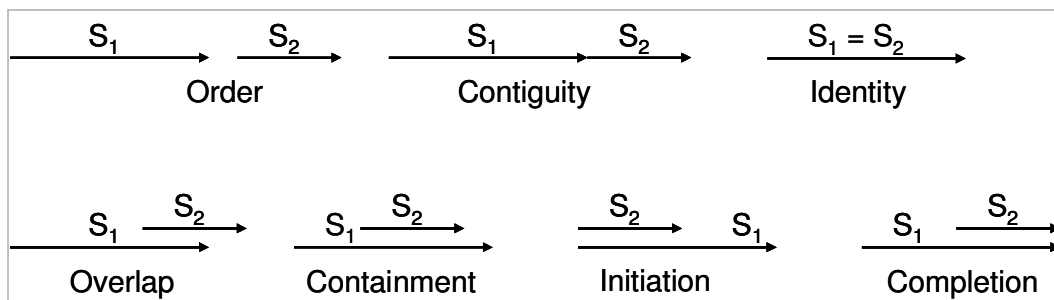 S₁ S₂ S₁ S₂ S₁ = S₂
Order Contiguity Identity
S₁ S₂ S₁ S₂ S₂ S₁ S₁ S₂
Overlap Containment Initiation Completion